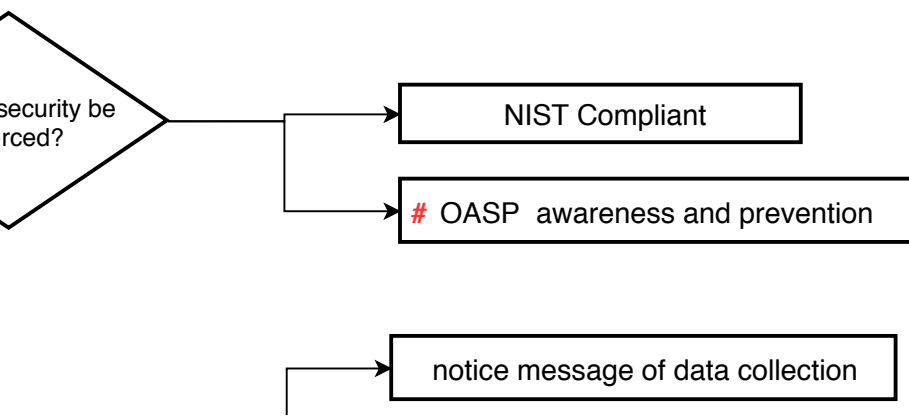 security be
rced?
NIST Compliant
# OASP awareness and prevention
notice message of data collection